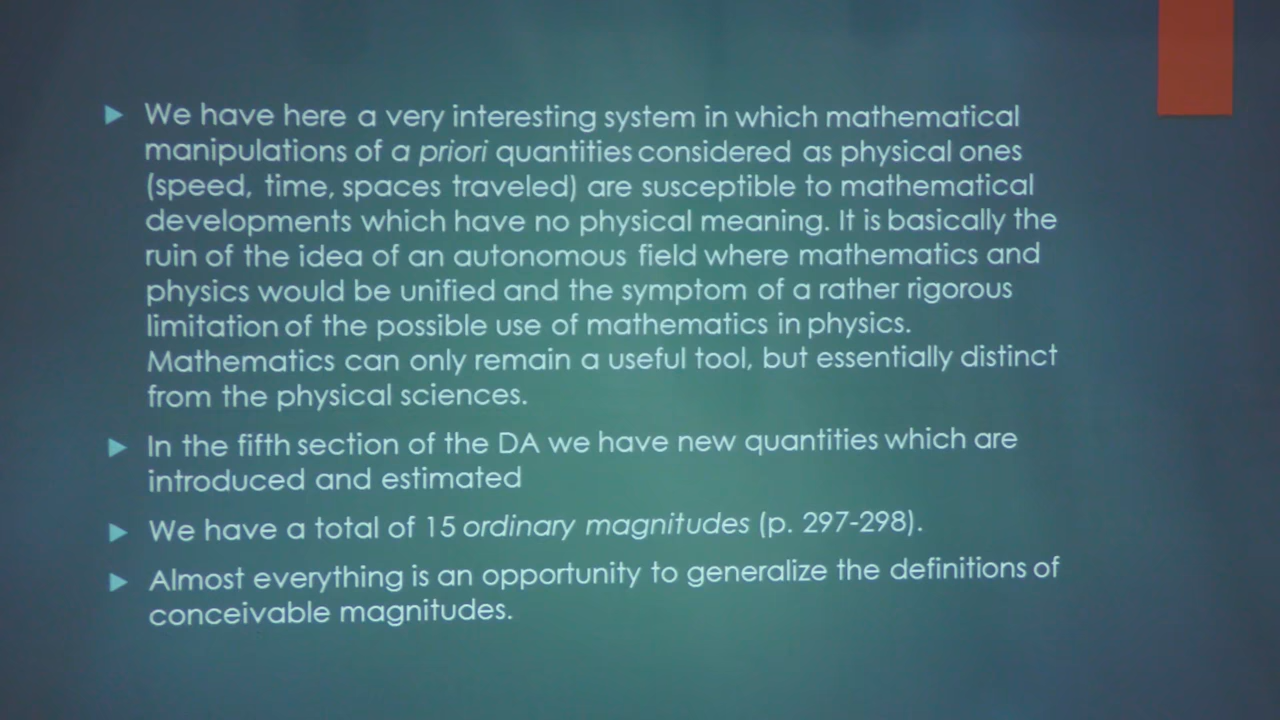 We have here a very interesting system in which mathematical
manipulations of a priori quantities considered as physical ones
(speed, time, spaces traveled) are susceptible to mathematical
developments which have no physical meaning. It is basically the
ruin of the idea of an autonomous field where mathematics and
physics would be unified and the symptom of a rather rigorous
limitation of the possible use of mathematics in physics.
Mathematics can only remain a useful tool, but essentially distinct
from the physical sciences.
In the fifth section of the DA we have new quantities which are
introduced and estimated
We have a total of 15 ordinary magnitudes (p. 297-298).
Almost everything is an opportunity to generalize the definitions of
conceivable magnitudes.